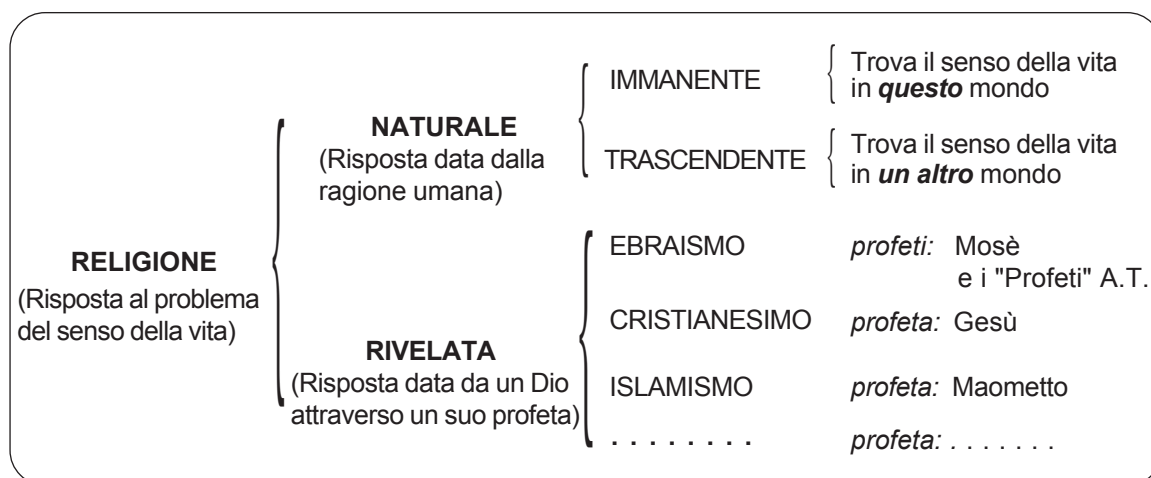 RELIGIONE
(Risposta al problema
del senso della vita)
NATURALE
(Risposta data dalla
ragione umana)
IMMANENTE
Trova il senso della vita
in questo mondo
TRASCENDENTE
Trova il senso della vita
in un altro mondo
RIVELATA
(Risposta data da un Dio
attraverso un suo profeta)
EBRAISMO
profeti: Mosè
e i "Profeti" A.T.
CRISTIANESIMO
profeta: Gesù
ISLAMISMO
profeta: Maometto
. . . . . . . .
profeta: . . . . . . .